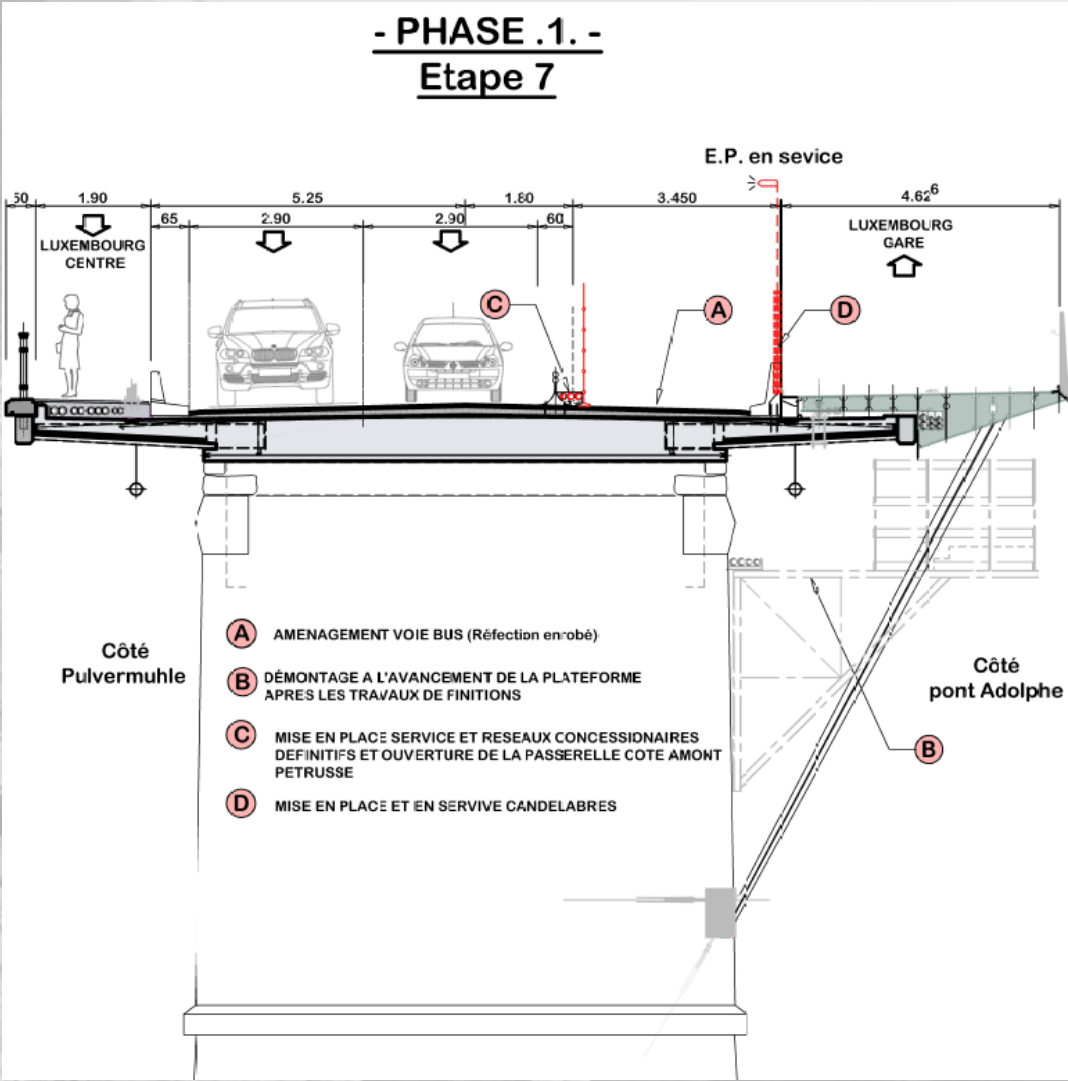 - PHASE .1. -
Etape 7
E.P. en sevice
50 1.90 5.25 1.80 3.450 4.62⁶
65 2.90 2.90 60
LUXEMBOURG
CENTRE
LUXEMBOURG
GARE
C
A
D
A AMENAGEMENT VOIE BUS (Réfection enrobé)
B DÉMONTAGE A L'AVANCEMENT DE LA PLATEFORME
APRES LES TRAVAUX DE FINITIONS
C MISE EN PLACE SERVICE ET RESEAUX CONCESSIONNAIRES
DEFINITIFS ET OUVERTURE DE LA PASSERELLE COTE AMONT
PETRUSSE
D MISE EN PLACE ET EN SERVIVE CANDELABRES
Côté
Pulvermuhle
Côté
pont Adolphe
B